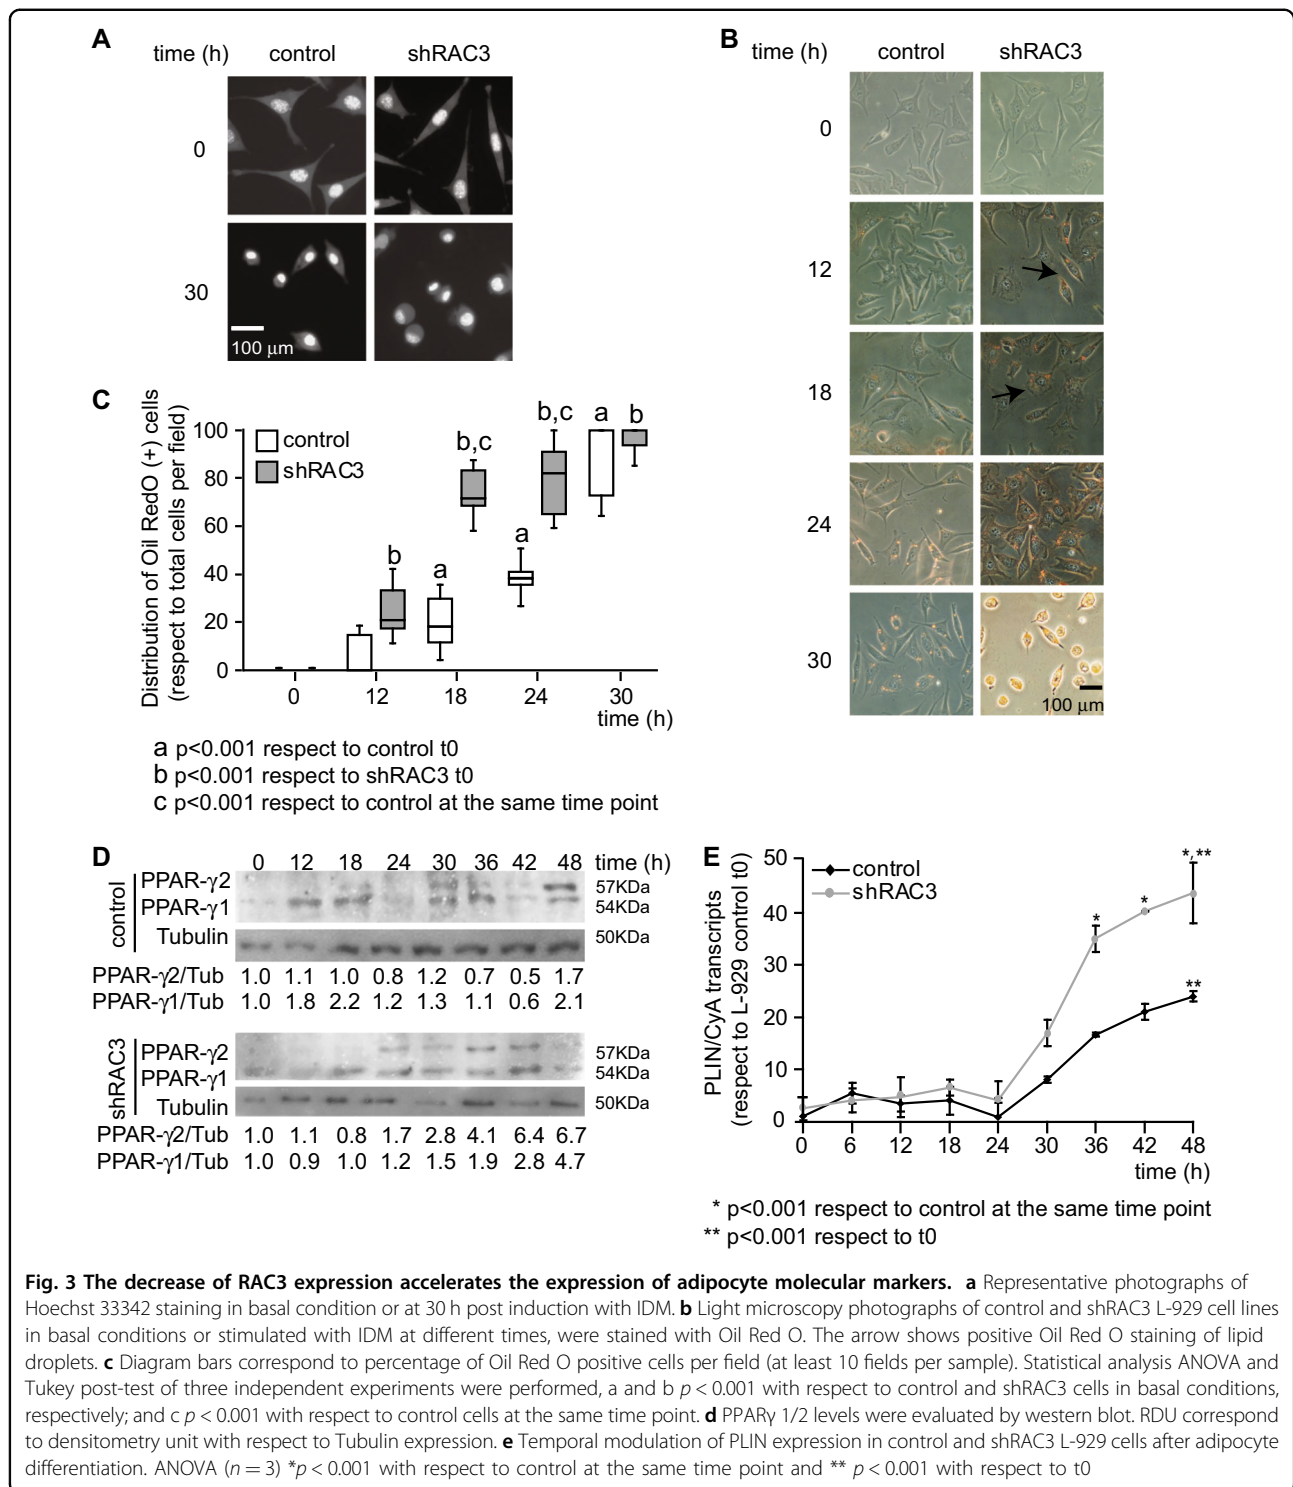 A
time (h)
control
shRAC3
0
30
100 μm
B
time (h)
control
shRAC3
0
12
18
24
30
100 μm
C
Distribution of Oil RedO (+) cells
(respect to total cells per field)
100
80
60
40
20
0
control
shRAC3
b
a
b,c
a
b,c
a
b
0 12 18 24 30
time (h)
a p<0.001 respect to control t0
b p<0.001 respect to shRAC3 t0
c p<0.001 respect to control at the same time point
D
0 12 18 24 30 36 42 48 time (h)
control
PPAR-γ2 57KDa
PPAR-γ1 54KDa
Tubulin 50KDa
PPAR-γ2/Tub 1.0 1.1 1.0 0.8 1.2 0.7 0.5 1.7
PPAR-γ1/Tub 1.0 1.8 2.2 1.2 1.3 1.1 0.6 2.1
shRAC3
PPAR-γ2 57KDa
PPAR-γ1 54KDa
Tubulin 50KDa
PPAR-γ2/Tub 1.0 1.1 0.8 1.7 2.8 4.1 6.4 6.7
PPAR-γ1/Tub 1.0 0.9 1.0 1.2 1.5 1.9 2.8 4.7
E
PLIN/CyA transcripts
(respect to L-929 control t0)
50
40
30
20
10
0
control
shRAC3
*
*
*,**
**
0 6 12 18 24 30 36 42 48
time (h)
* p<0.001 respect to control at the same time point
** p<0.001 respect to t0
Fig. 3 The decrease of RAC3 expression accelerates the expression of adipocyte molecular markers. a Representative photographs of
Hoechst 33342 staining in basal condition or at 30 h post induction with IDM. b Light microscopy photographs of control and shRAC3 L-929 cell lines
in basal conditions or stimulated with IDM at different times, were stained with Oil Red O. The arrow shows positive Oil Red O staining of lipid
droplets. c Diagram bars correspond to percentage of Oil Red O positive cells per field (at least 10 fields per sample). Statistical analysis ANOVA and
Tukey post-test of three independent experiments were performed, a and b p < 0.001 with respect to control and shRAC3 cells in basal conditions,
respectively; and c p < 0.001 with respect to control cells at the same time point. d PPARγ 1/2 levels were evaluated by western blot. RDU correspond
to densitometry unit with respect to Tubulin expression. e Temporal modulation of PLIN expression in control and shRAC3 L-929 cells after adipocyte
differentiation. ANOVA (n = 3) *p < 0.001 with respect to control at the same time point and ** p < 0.001 with respect to t0